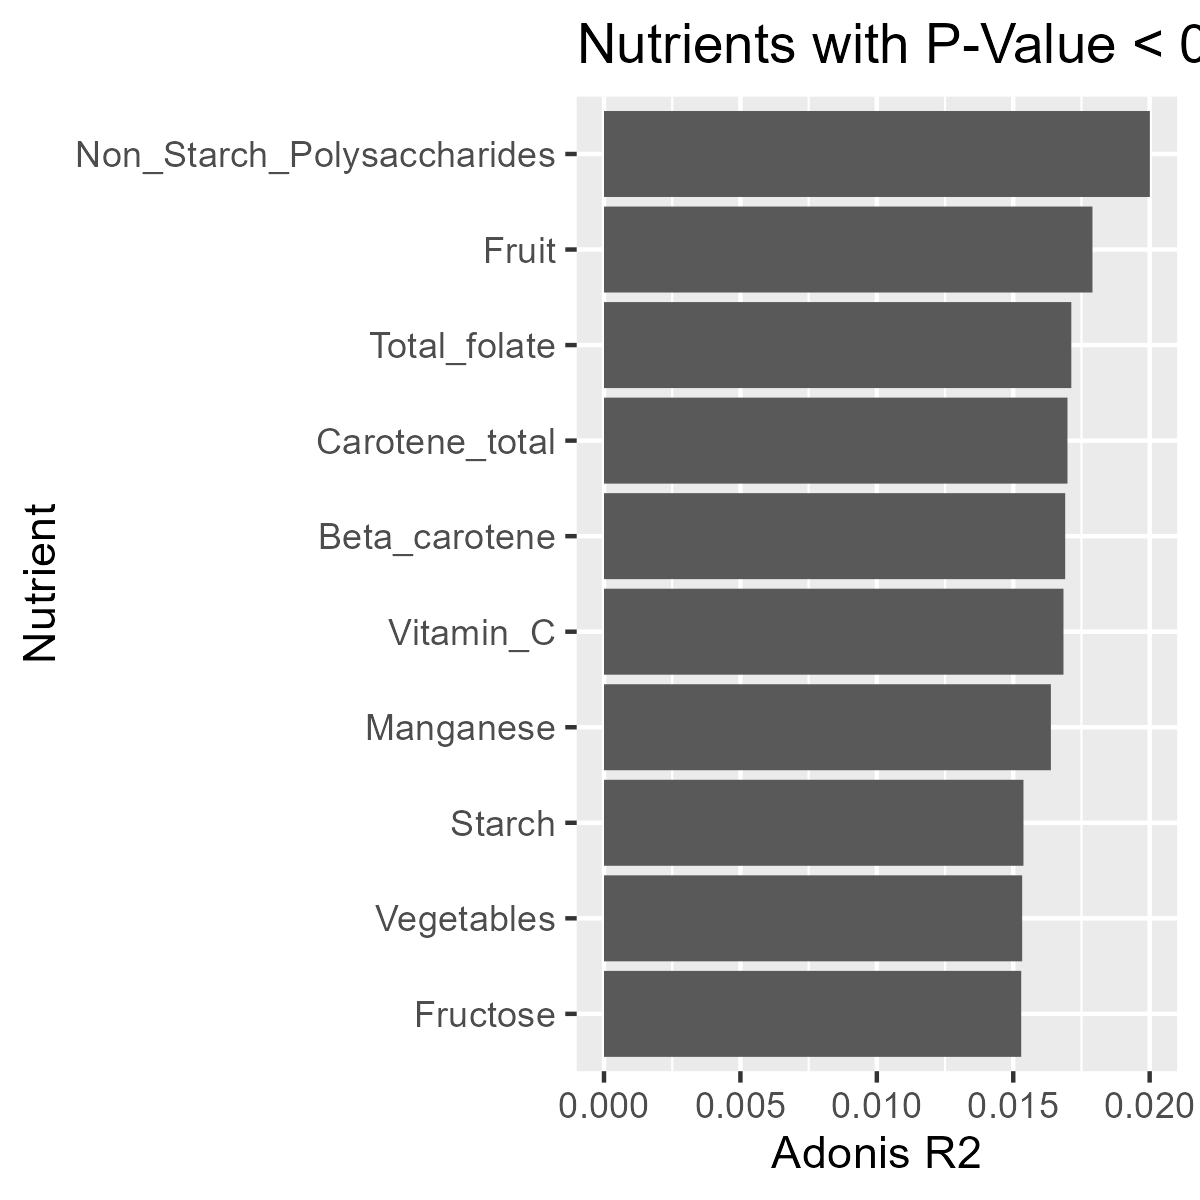 Nutrients with P-Value < 0
Non_Starch_Polysaccharides
Fruit
Total_folate
Carotene_total
Beta_carotene
Vitamin_C
Manganese
Starch
Vegetables
Fructose
Nutrient
0.000 0.005 0.010 0.015 0.020
Adonis R2